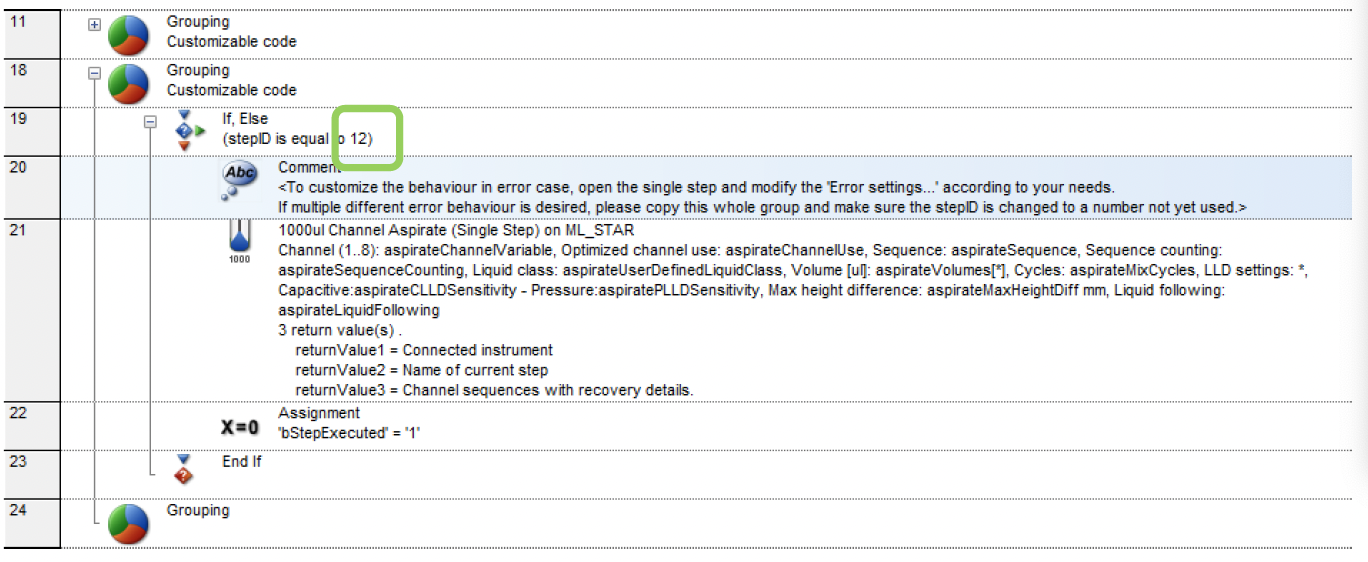 11
Grouping
Customizable code
18
Grouping
Customizable code
19
If, Else
(stepID is equal to 12)
20
Abc
Comment
<To customize the behaviour in error case, open the single step and modify the 'Error settings...' according to your needs.
If multiple different error behaviour is desired, please copy this whole group and make sure the stepID is changed to a number not yet used.>
21
1000
1000ul Channel Aspirate (Single Step) on ML_STAR
Channel (1..8): aspirateChannelVariable, Optimized channel use: aspirateChannelUse, Sequence: aspirateSequence, Sequence counting:
aspirateSequenceCounting, Liquid class: aspirateUserDefinedLiquidClass, Volume [ul]: aspirateVolumes[*], Cycles: aspirateMixCycles, LLD settings: *,
Capacitive:aspirateCLLDSensitivity - Pressure:aspiratePLLDSensitivity, Max height difference: aspirateMaxHeightDiff mm, Liquid following:
aspirateLiquidFollowing
3 return value(s) .
returnValue1 = Connected instrument
returnValue2 = Name of current step
returnValue3 = Channel sequences with recovery details.
22
X=0
Assignment
'bStepExecuted' = '1'
23
End If
24
Grouping